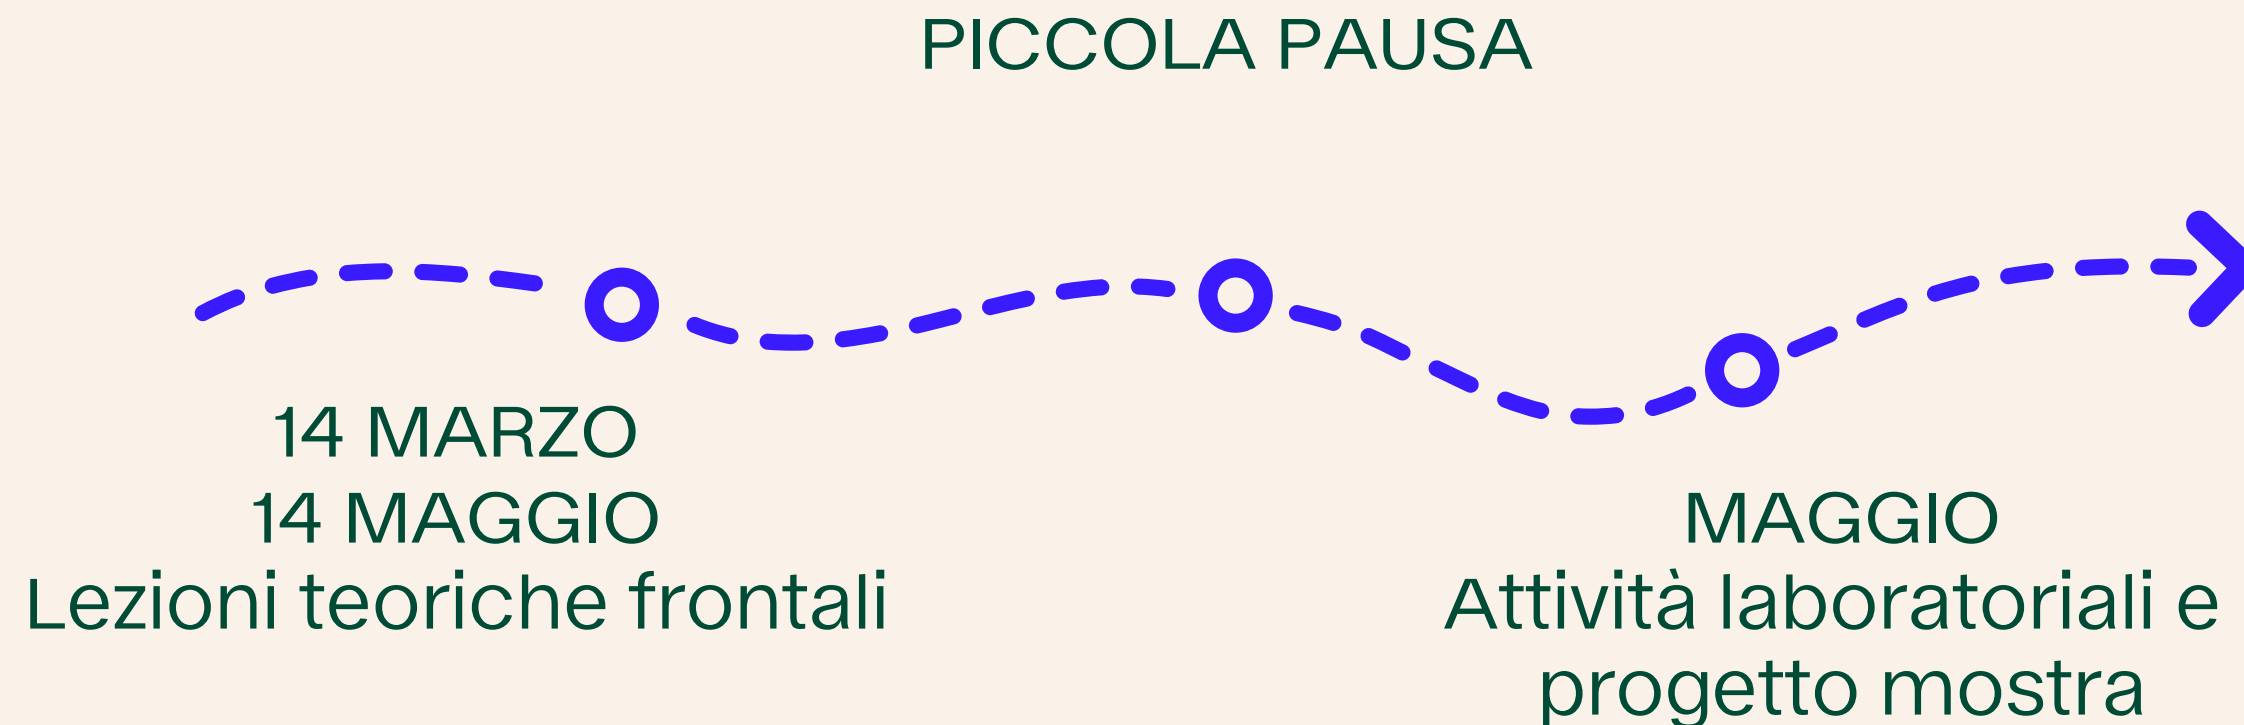 PICCOLA PAUSA
14 MARZO
14 MAGGIO
Lezioni teoriche frontali
MAGGIO
Attività laboratoriali e
progetto mostra